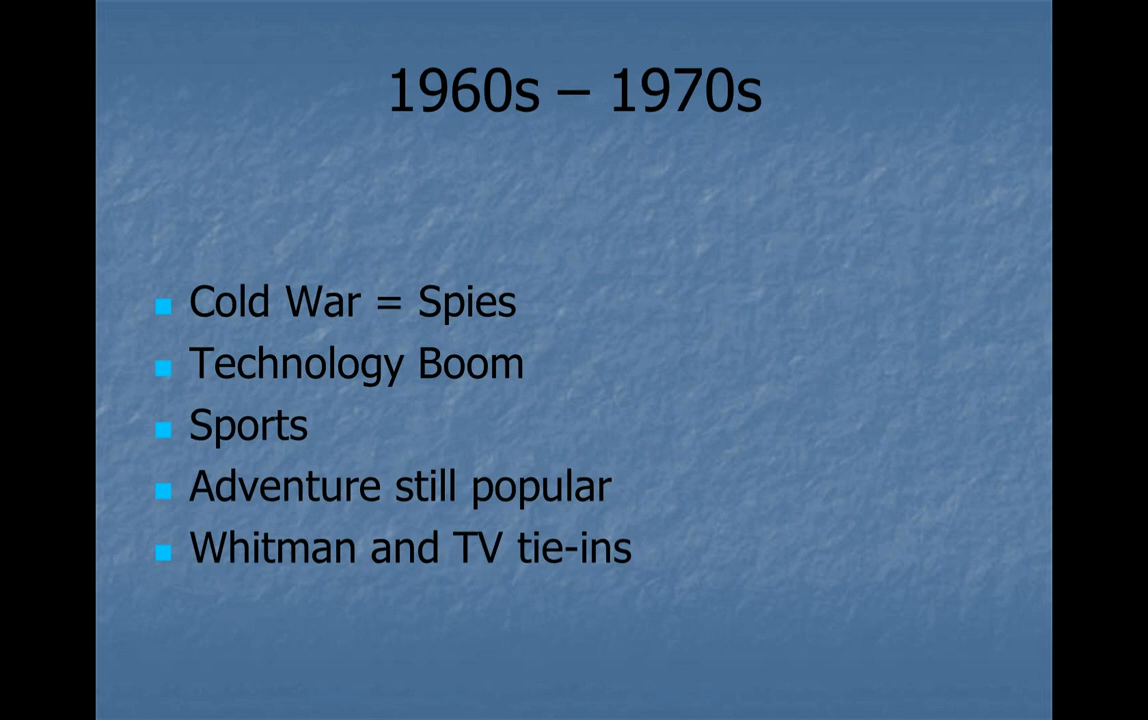 1960s – 1970s
Cold War = Spies
Technology Boom
Sports
Adventure still popular
Whitman and TV tie-ins